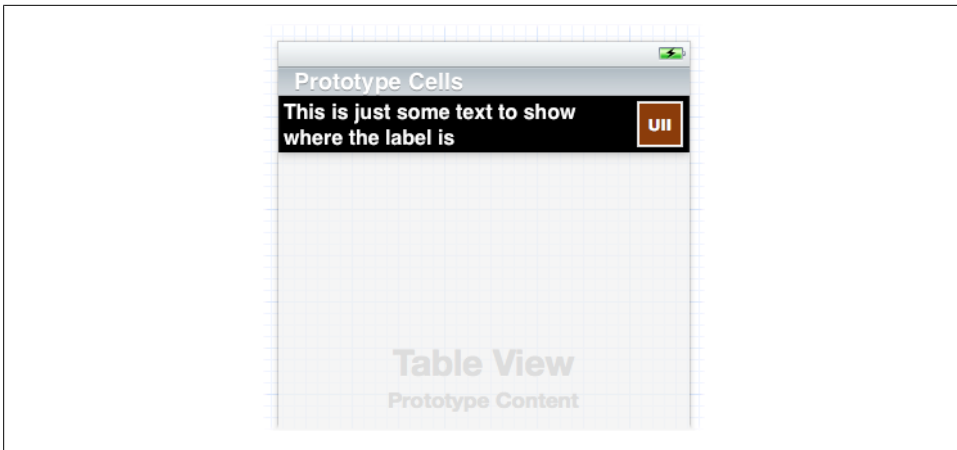 Prototype Cells
This is just some text to show
where the label is
UII
Table View
Prototype Content